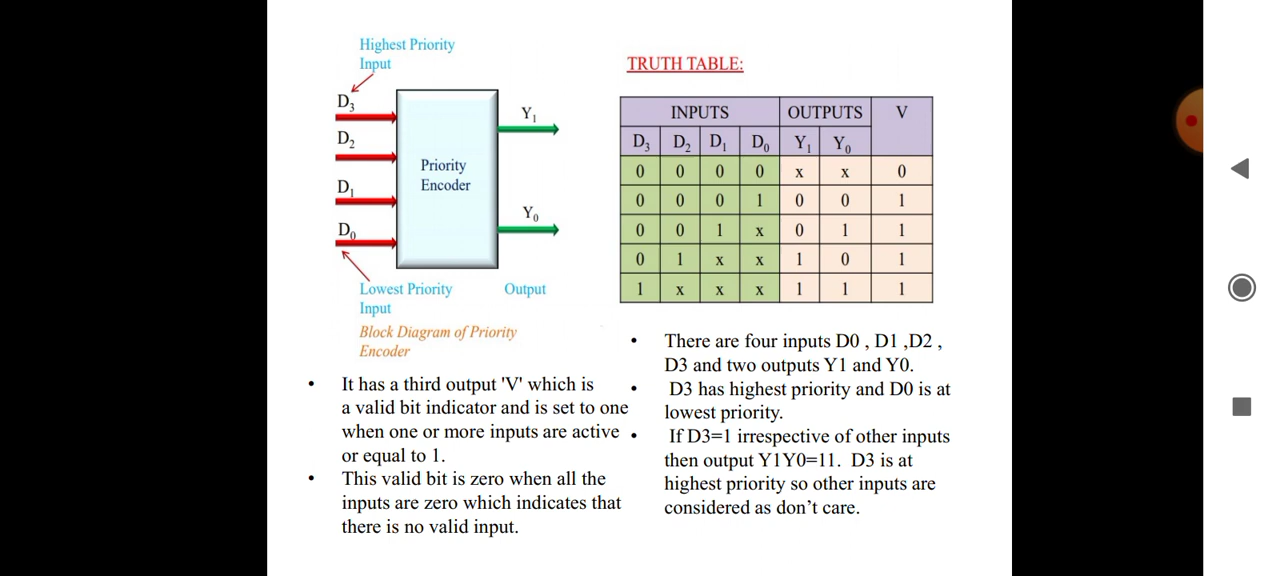 Highest Priority
Input
D₃
D₂
D₁
D₀
Priority
Encoder
Y₁
Y₀
Lowest Priority
Input
Output
Block Diagram of Priority
Encoder
• It has a third output 'V' which is
a valid bit indicator and is set to one
when one or more inputs are active
or equal to 1.
• This valid bit is zero when all the
inputs are zero which indicates that
there is no valid input.
TRUTH TABLE:
INPUTS OUTPUTS V
D₃ D₂ D₁ D₀ Y₁ Y₀
0 0 0 0 x x 0
0 0 0 1 0 0 1
0 0 1 x 0 1 1
0 1 x x 1 0 1
1 x x x 1 1 1
• There are four inputs D0 , D1 ,D2 ,
D3 and two outputs Y1 and Y0.
• D3 has highest priority and D0 is at
lowest priority.
• If D3=1 irrespective of other inputs
then output Y1Y0=11. D3 is at
highest priority so other inputs are
considered as don’t care.